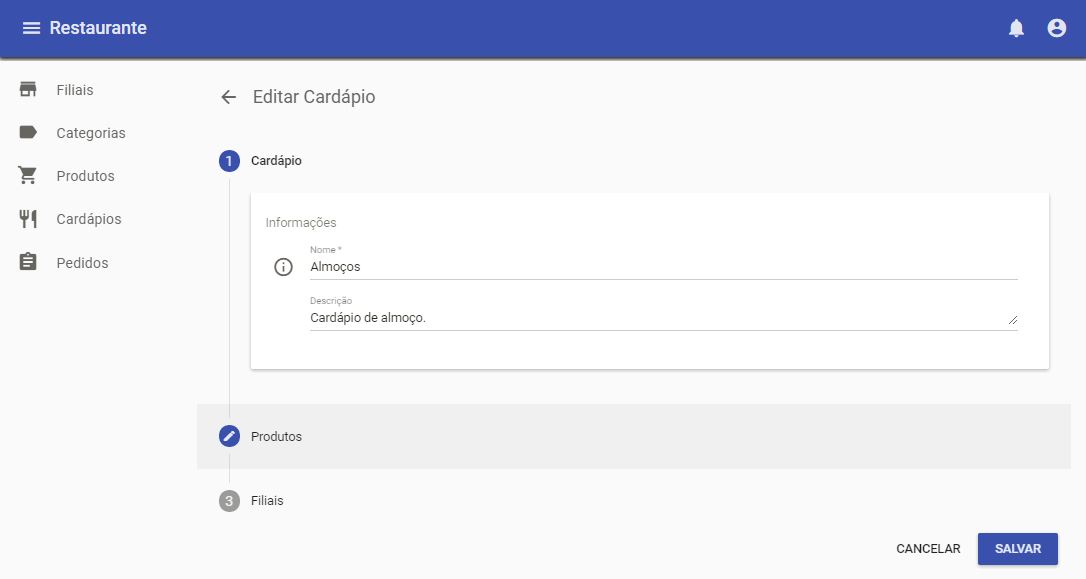 Restaurante
Filiais
Categorias
Produtos
Cardápios
Pedidos
Editar Cardápio
1 Cardápio
Informações
Nome *
Almoços
Descrição
Cardápio de almoço.
Produtos
3 Filiais
CANCELAR SALVAR